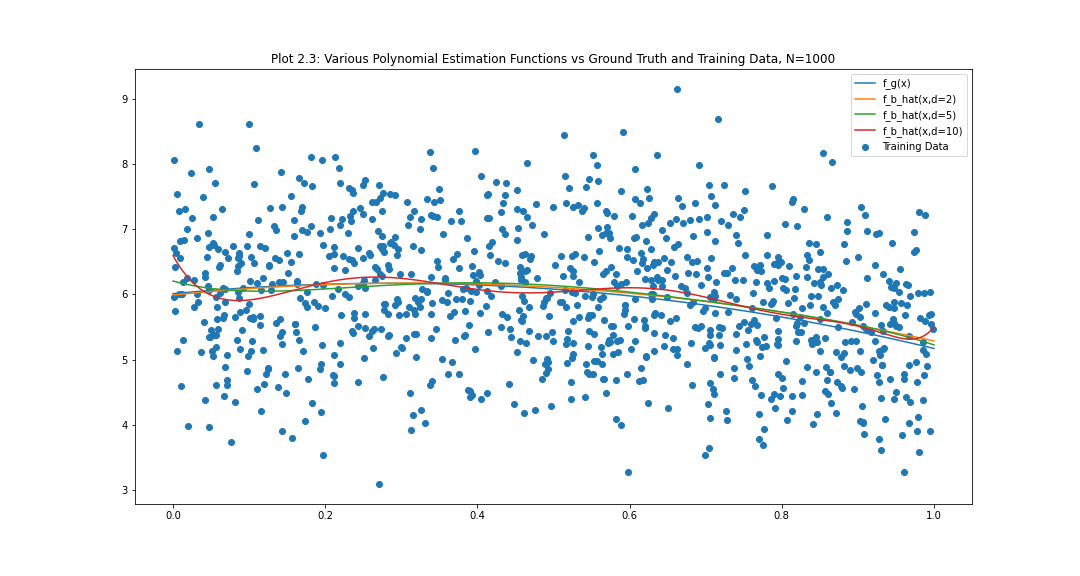 Plot 2.3: Various Polynomial Estimation Functions vs Ground Truth and Training Data, N=1000
f_g(x)
f_b_hat(x,d=2)
f_b_hat(x,d=5)
f_b_hat(x,d=10)
Training Data
9
8
7
6
5
4
3
0.0 0.2 0.4 0.6 0.8 1.0